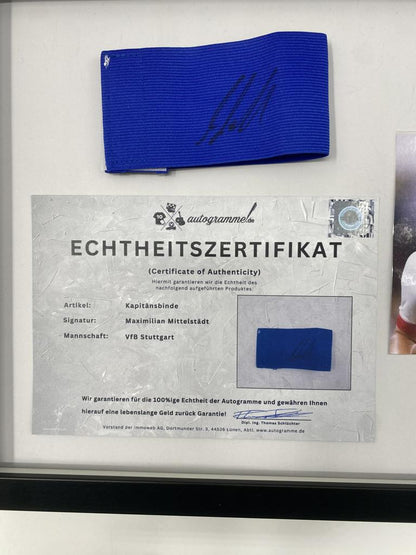 autogramme.de
ECHTHEITSZERTIFIKAT
(Certificate of Authenticity)
Hiermit garantieren wir die Echtheit des
nachfolgend aufgeführten Produktes.
Artikel: Kapitänsbinde
Signatur: Maximilian Mittelstädt
Mannschaft: VfB Stuttgart
Wir garantieren für die 100%ige Echtheit der Autogramme und gewähren Ihnen
hierauf eine lebenslange Geld zurück Garantie!
Dipl. Ing. Thomas Schlüchter
Vorstand der Immoweb AG, Dortmunder Str. 3, 44536 Lünen, Abtl. www.autogramme.de